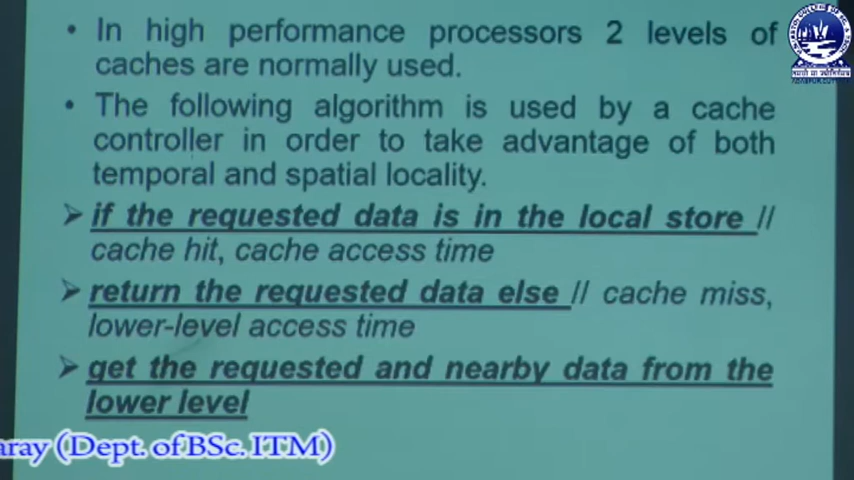 • In high performance processors 2 levels of
caches are normally used.
• The following algorithm is used by a cache
controller in order to take advantage of both
temporal and spatial locality.
➢ if the requested data is in the local store //
cache hit, cache access time
➢ return the requested data else // cache miss,
lower-level access time
➢ get the requested and nearby data from the
lower level
aray (Dept. of BSc. ITM)